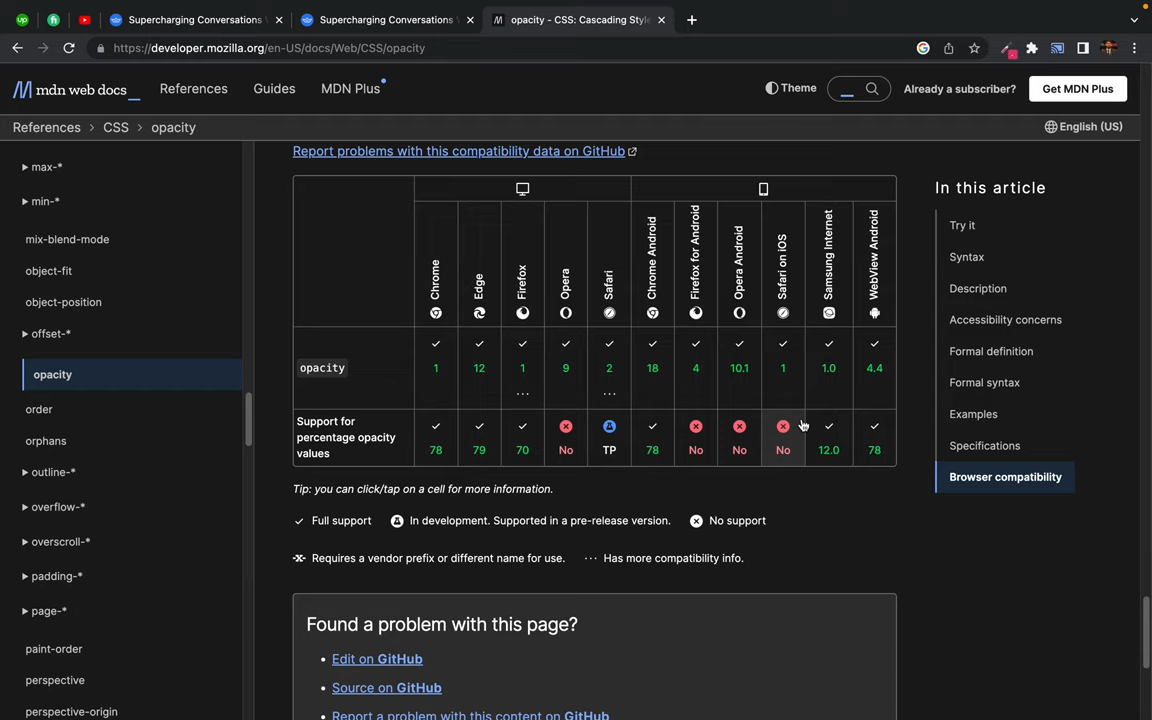 Supercharging Conversations
Supercharging Conversations
opacity - CSS: Cascading Style
https://developer.mozilla.org/en-US/docs/Web/CSS/opacity
mdn web docs_
References
Guides
MDN Plus
Theme
Already a subscriber?
Get MDN Plus
References > CSS > opacity
English (US)
max-*
min-*
mix-blend-mode
object-fit
object-position
offset-*
opacity
order
orphans
outline-*
overflow-*
overscroll-*
padding-*
page-*
paint-order
perspective
perspective-origin
Report problems with this compatibility data on GitHub
Chrome
Edge
Firefox
Opera
Safari
Chrome Android
Firefox for Android
Opera Android
Safari on iOS
Samsung Internet
WebView Android
opacity
1 12 1 9 2 18 4 10.1 1 1.0 4.4
... ...
Support for
percentage opacity
values
78 79 70 No TP 78 No No No 12.0 78
Tip: you can click/tap on a cell for more information.
Full support In development. Supported in a pre-release version. No support
Requires a vendor prefix or different name for use. ... Has more compatibility info.
Found a problem with this page?
• Edit on GitHub
• Source on GitHub
• Report a problem with this content on GitHub
In this article
Try it
Syntax
Description
Accessibility concerns
Formal definition
Formal syntax
Examples
Specifications
Browser compatibility